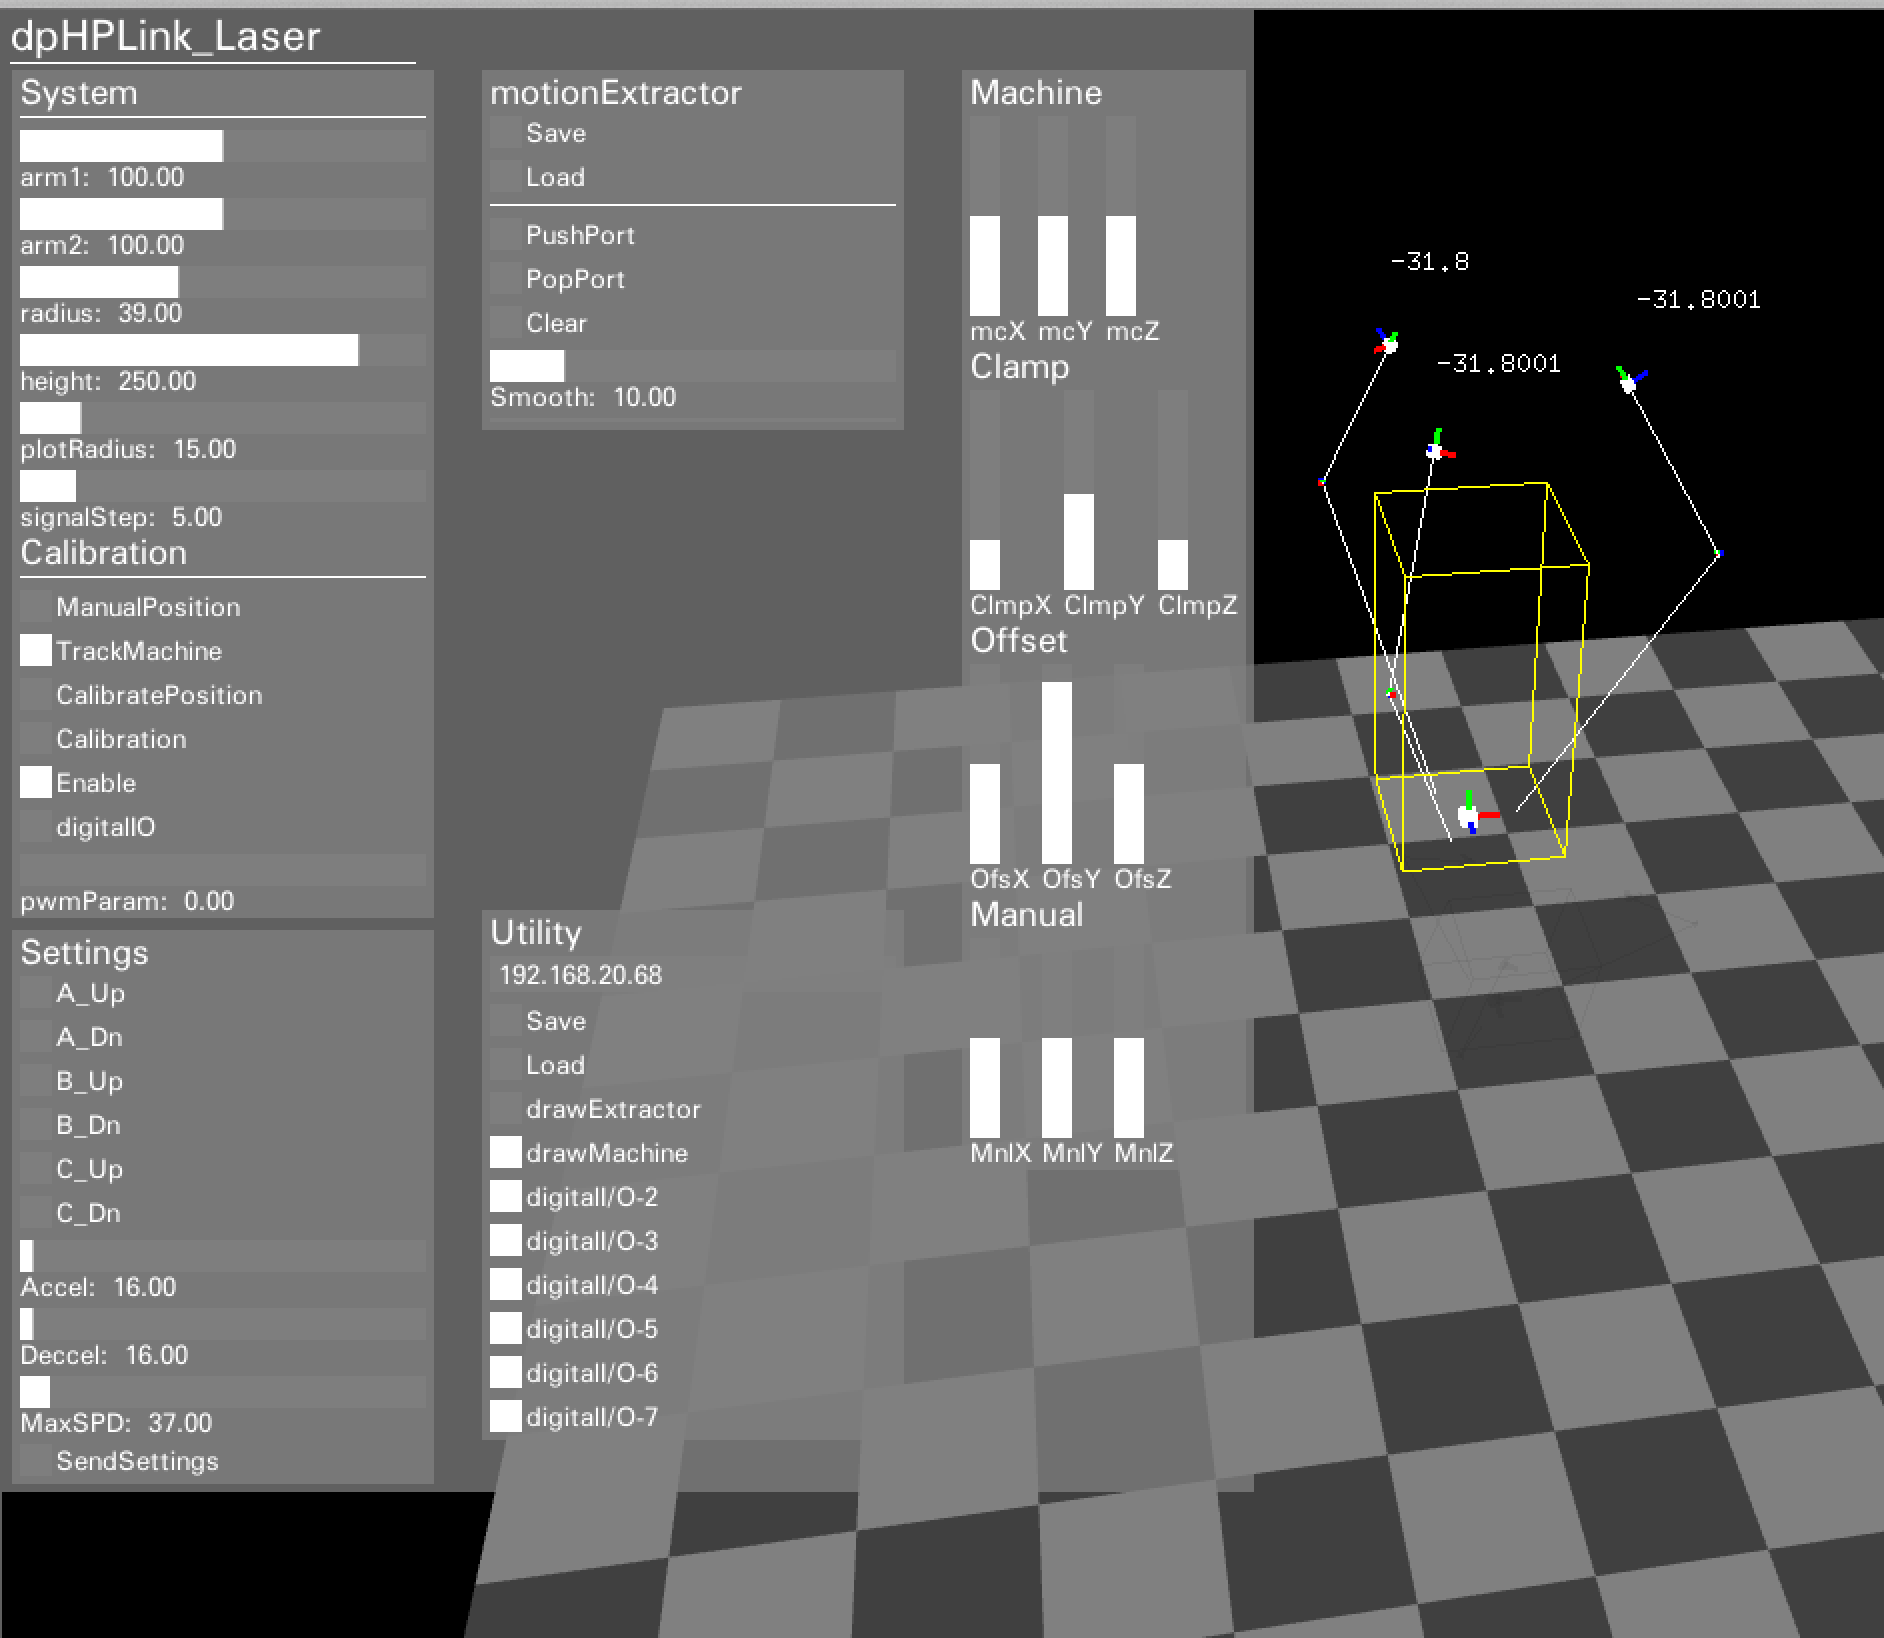 dpHPLink_Laser
System
arm1: 100.00
arm2: 100.00
radius: 39.00
height: 250.00
plotRadius: 15.00
signalStep: 5.00
Calibration
ManualPosition
TrackMachine
CalibratePosition
Calibration
Enable
digitalIO
pwmParam: 0.00
Settings
A_Up
A_Dn
B_Up
B_Dn
C_Up
C_Dn
Accel: 16.00
Deccel: 16.00
MaxSPD: 37.00
SendSettings
motionExtractor
Save
Load
PushPort
PopPort
Clear
Smooth: 10.00
Utility
192.168.20.68
Save
Load
drawExtractor
drawMachine
digitalI/O-2
digitalI/O-3
digitalI/O-4
digitalI/O-5
digitalI/O-6
digitalI/O-7
Machine
mcX mcY mcZ
Clamp
ClmpX ClmpY ClmpZ
Offset
OfsX OfsY OfsZ
Manual
MnlX MnlY MnlZ
-31.8
-31.8001
-31.8001